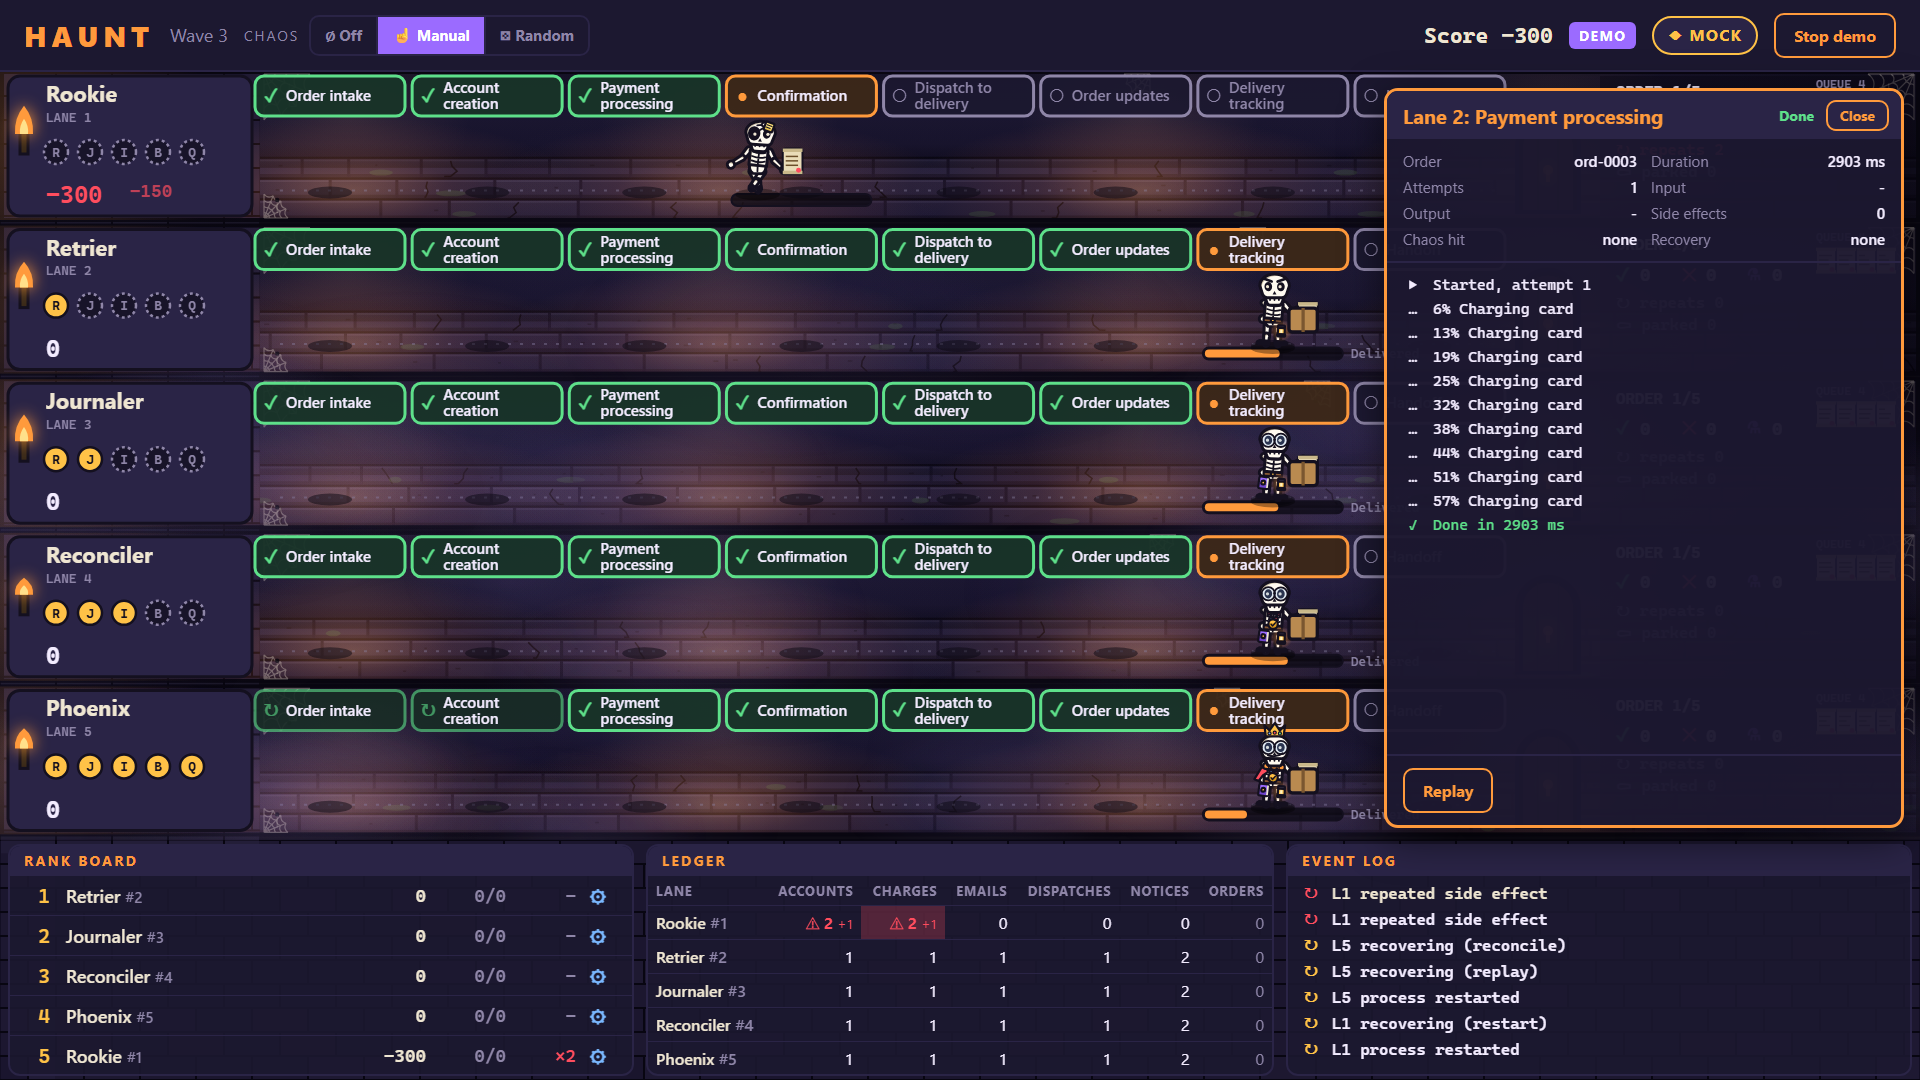 HAUNT Wave 3 CHAOS Ø Off Manual Random Score −300 DEMO MOCK Stop demo
Rookie
LANE 1
R J I B Q
−300 −150
✓ Order intake
✓ Account creation
✓ Payment processing
Confirmation
Dispatch to delivery
Order updates
Delivery tracking
QUEUE 4
Retrier
LANE 2
R J I B Q
0
✓ Order intake
✓ Account creation
✓ Payment processing
✓ Confirmation
✓ Dispatch to delivery
✓ Order updates
Delivery tracking
Journaler
LANE 3
R J I B Q
0
✓ Order intake
✓ Account creation
✓ Payment processing
✓ Confirmation
✓ Dispatch to delivery
✓ Order updates
Delivery tracking
ORDER 1/5
Reconciler
LANE 4
R J I B Q
0
✓ Order intake
✓ Account creation
✓ Payment processing
✓ Confirmation
✓ Dispatch to delivery
✓ Order updates
Delivery tracking
ORDER 1/5
Phoenix
LANE 5
R J I B Q
0
↻ Order intake
↻ Account creation
✓ Payment processing
✓ Confirmation
✓ Dispatch to delivery
✓ Order updates
Delivery tracking
ORDER 1/5
Lane 2: Payment processing Done Close
Order ord-0003 Duration 2903 ms
Attempts 1 Input -
Output - Side effects 0
Chaos hit none Recovery none
▶ Started, attempt 1
… 6% Charging card
… 13% Charging card
… 19% Charging card
… 25% Charging card
… 32% Charging card
… 38% Charging card
… 44% Charging card
… 51% Charging card
… 57% Charging card
✓ Done in 2903 ms
Replay
RANK BOARD
1 Retrier #2 0 0/0 –
2 Journaler #3 0 0/0 –
3 Reconciler #4 0 0/0 –
4 Phoenix #5 0 0/0 –
5 Rookie #1 −300 0/0 ×2
LEDGER
LANE ACCOUNTS CHARGES EMAILS DISPATCHES NOTICES ORDERS
Rookie #1 ⚠ 2 +1 ⚠ 2 +1 0 0 0 0
Retrier #2 1 1 1 1 2 0
Journaler #3 1 1 1 1 2 0
Reconciler #4 1 1 1 1 2 0
Phoenix #5 1 1 1 1 2 0
EVENT LOG
↻ L1 repeated side effect
↻ L1 repeated side effect
↻ L5 recovering (reconcile)
↻ L5 recovering (replay)
↻ L5 process restarted
↻ L1 recovering (restart)
↻ L1 process restarted